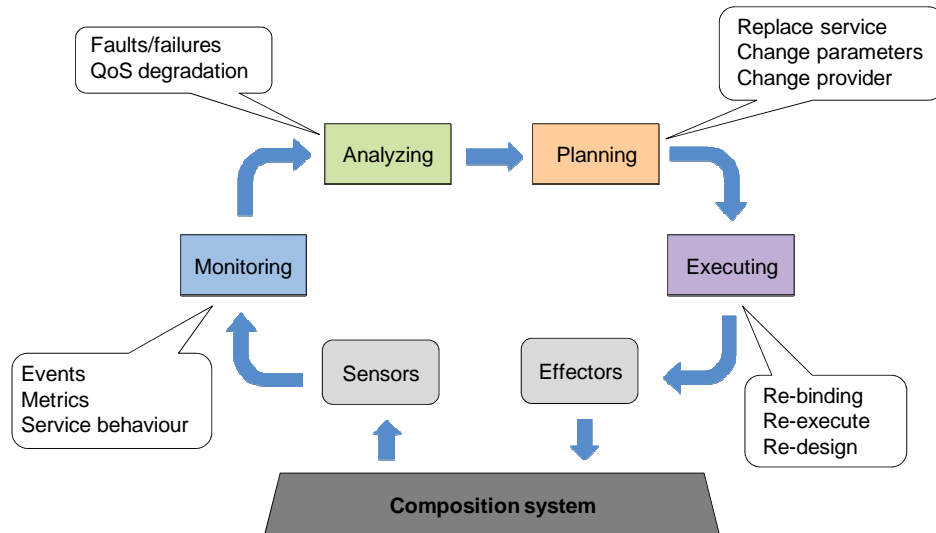 Faults/failures
QoS degradation
Replace service
Change parameters
Change provider
Analyzing
Planning
Monitoring
Executing
Events
Metrics
Service behaviour
Sensors
Effectors
Re-binding
Re-execute
Re-design
Composition system